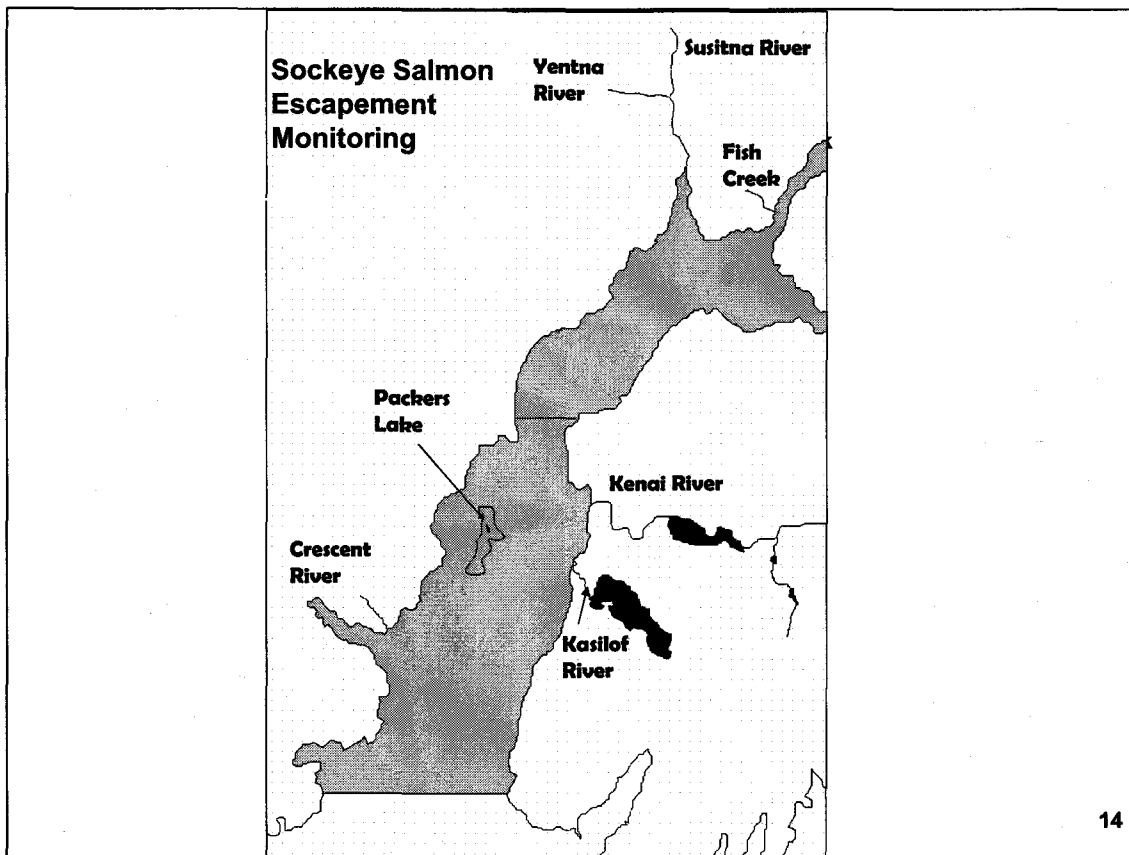 Sockeye Salmon
Escapement
Monitoring
Susitna River
Yentna
River
Fish
Creek
Packers
Lake
Kenai River
Crescent
River
Kasilof
River
14